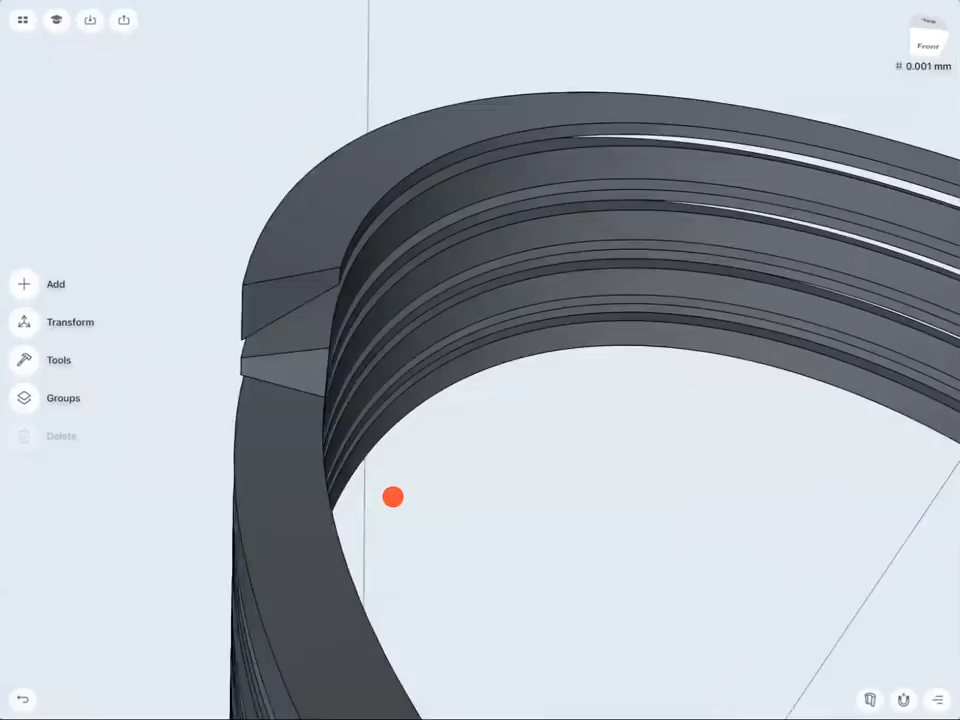 Front
# 0.001 mm
Add
Transform
Tools
Groups
Delete